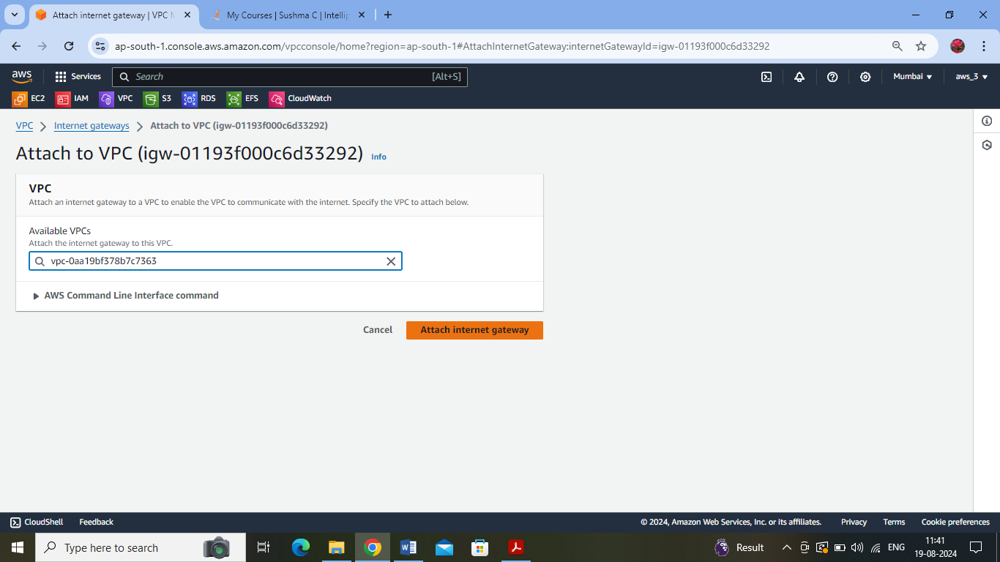 Attach internet gateway | VPC M
My Courses | Sushma C | Intellip
ap-south-1.console.aws.amazon.com/vpcconsole/home?region=ap-south-1#AttachInternetGateway:internetGatewayId=igw-01193f000c6d33292
aws Services Search [Alt+S] Mumbai aws_3
EC2 IAM VPC S3 RDS EFS CloudWatch
VPC Internet gateways Attach to VPC (igw-01193f000c6d33292)
Attach to VPC (igw-01193f000c6d33292) Info
VPC
Attach an internet gateway to a VPC to enable the VPC to communicate with the internet. Specify the VPC to attach below.
Available VPCs
Attach the internet gateway to this VPC.
vpc-0aa19bf378b7c7363
AWS Command Line Interface command
Cancel Attach internet gateway
CloudShell Feedback © 2024, Amazon Web Services, Inc. or its affiliates. Privacy Terms Cookie preferences
Type here to search Result ENG 11:41
19-08-2024